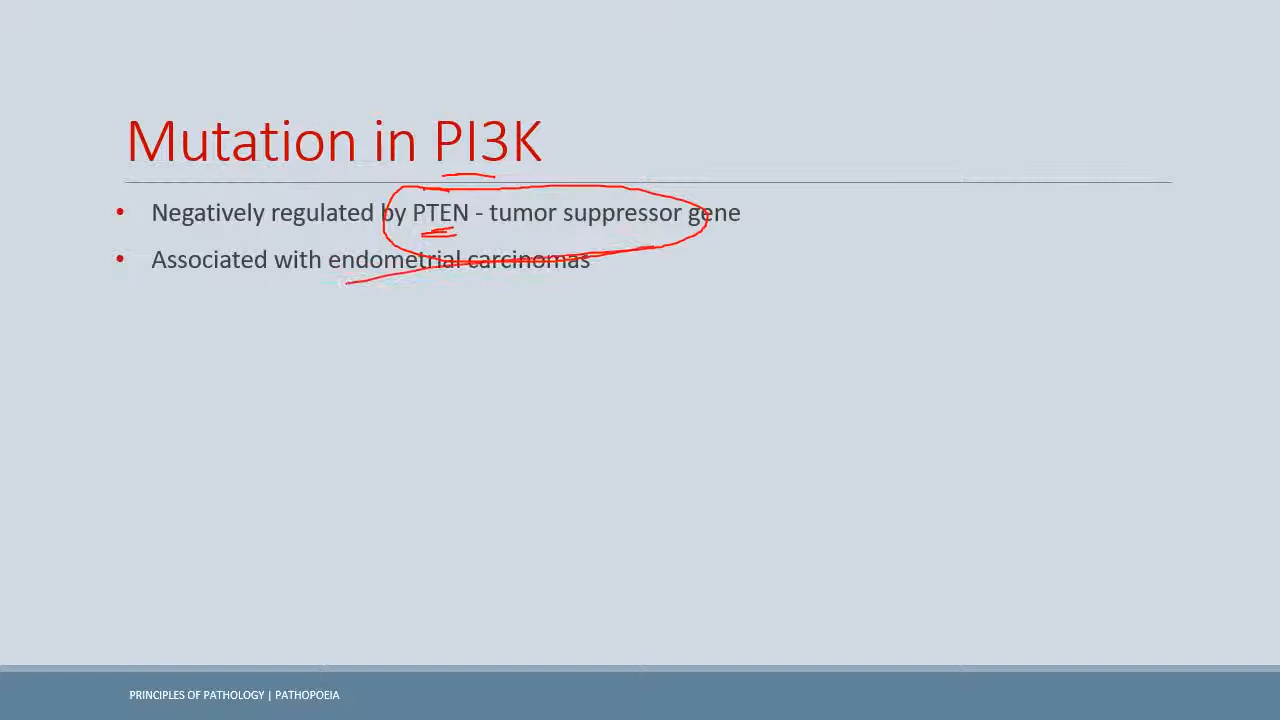 Mutation in PI3K
• Negatively regulated by PTEN - tumor suppressor gene
• Associated with endometrial carcinomas
PRINCIPLES OF PATHOLOGY | PATHOPOEIA